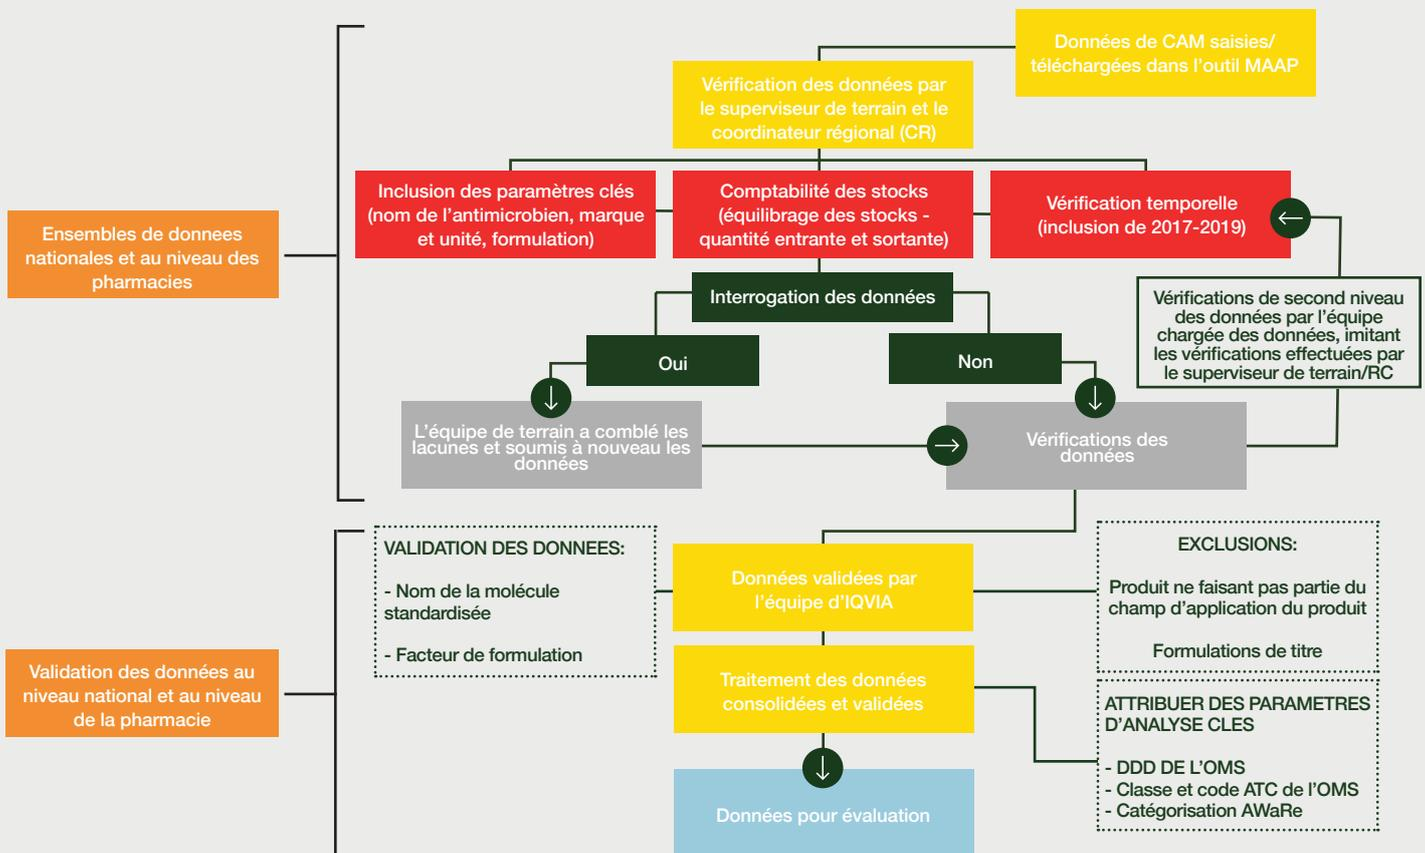 Données de CAM saisies/
téléchargées dans l'outil MAAP
Vérification des données par
le superviseur de terrain et le
coordinateur régional (CR)
Inclusion des paramètres clés
(nom de l'antimicrobien, marque
et unité, formulation)
Comptabilité des stocks
(équilibrage des stocks -
quantité entrante et sortante)
Vérification temporelle
(inclusion de 2017-2019)
Ensembles de donnees
nationales et au niveau des
pharmacies
Interrogation des données
Vérifications de second niveau
des données par l'équipe
chargée des données, imitant
les vérifications effectuées par
le superviseur de terrain/RC
Oui
Non
L'équipe de terrain a comblé les
lacunes et soumis à nouveau les
données
Vérifications des
données
VALIDATION DES DONNEES:
- Nom de la molécule
standardisée
- Facteur de formulation
Données validées par
l'équipe d'IQVIA
EXCLUSIONS:
Produit ne faisant pas partie du
champ d'application du produit
Formulations de titre
Validation des données au
niveau national et au niveau
de la pharmacie
Traitement des données
consolidées et validées
ATTRIBUER DES PARAMETRES
D'ANALYSE CLES
- DDD DE L'OMS
- Classe et code ATC de l'OMS
- Catégorisation AWaRe
Données pour évaluation